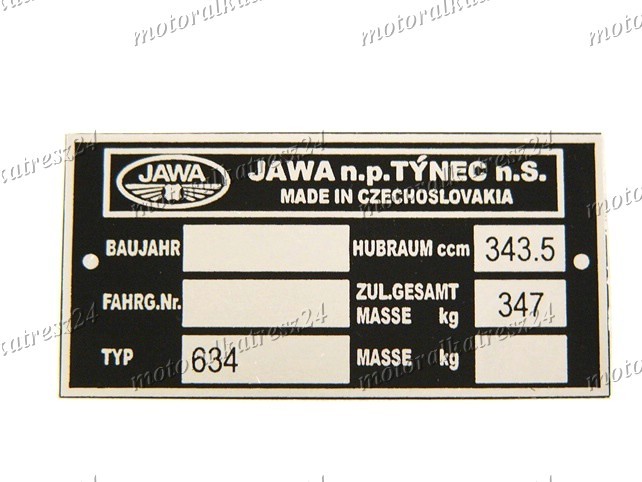 JAWA
JAWA n.p. TÝNEC n.S.
MADE IN CZECHOSLOVAKIA
BAUJAHR
HUBRAUM ccm 343.5
FAHRG.Nr.
ZUL.GESAMT
MASSE kg 347
TYP 634
MASSE kg
motoralkatresz24